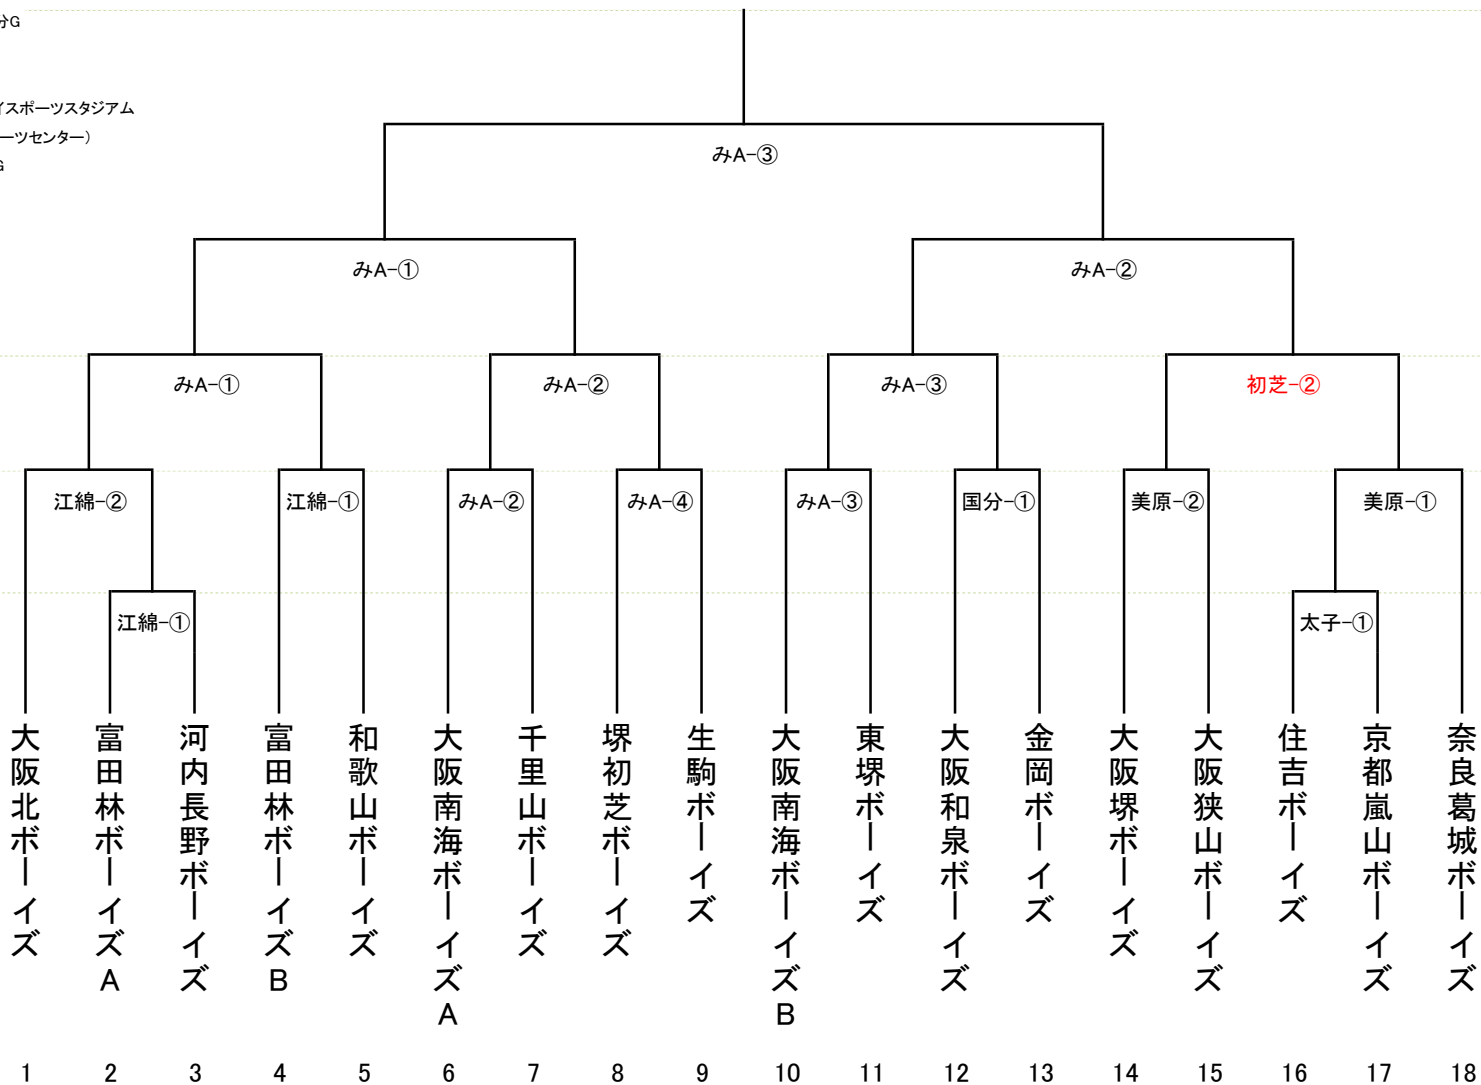 分G
イスポーツスタジアム
ーツセンター）
G
みA-③
みA-①
みA-②
みA-①
みA-②
みA-③
初芝-②
江綿-②
江綿-①
みA-②
みA-④
みA-③
国分-①
美原-②
美原-①
江綿-①
太子-①
大阪北ボーイズ
富田林ボーイズA
河内長野ボーイズ
富田林ボーイズB
和歌山ボーイズ
大阪南海ボーイズA
千里山ボーイズ
堺初芝ボーイズ
生駒ボーイズ
大阪南海ボーイズB
東堺ボーイズ
大阪和泉ボーイズ
金岡ボーイズ
大阪堺ボーイズ
大阪狭山ボーイズ
住吉ボーイズ
京都嵐山ボーイズ
奈良葛城ボーイズ
1 2 3 4 5 6 7 8 9 10 11 12 13 14 15 16 17 18